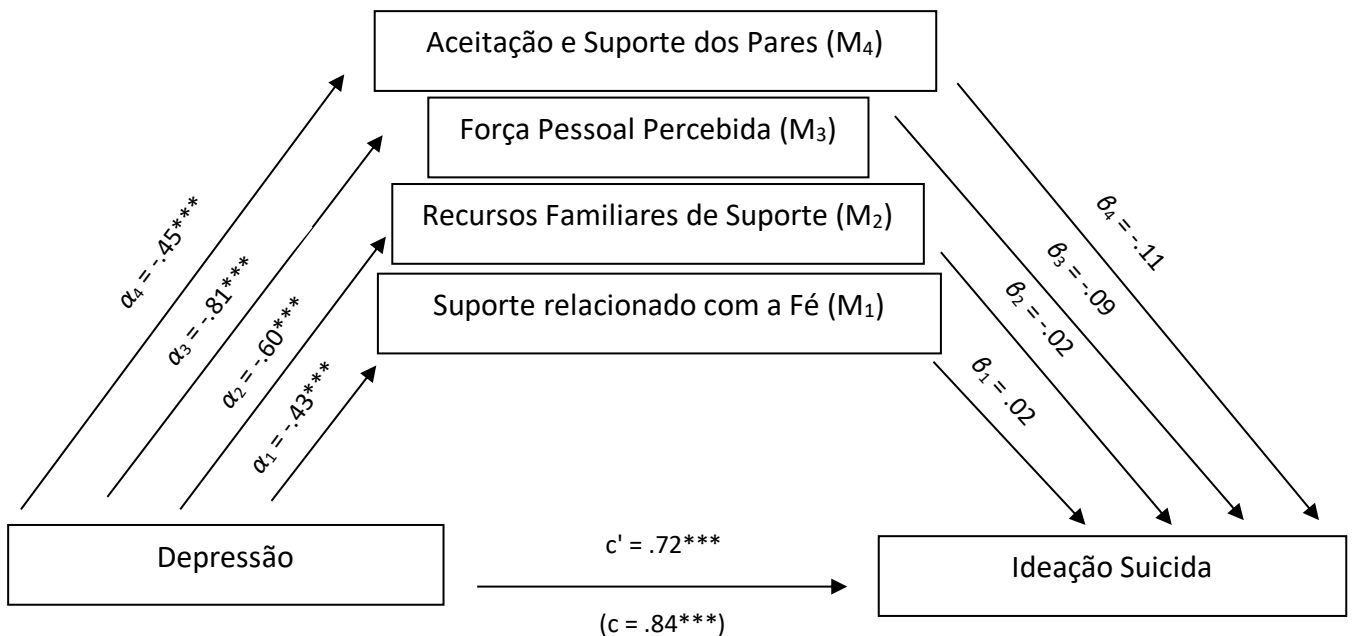 Aceitação e Suporte dos Pares (M₄)
Força Pessoal Percebida (M₃)
Recursos Familiares de Suporte (M₂)
Suporte relacionado com a Fé (M₁)
α₄ = -.45***
α₃ = -.81***
α₂ = -.60***
α₁ = -.43***
β₄ = -.11
β₃ = -.09
β₂ = -.02
β₁ = .02
Depressão
c' = .72***
(c = .84***)
Ideação Suicida